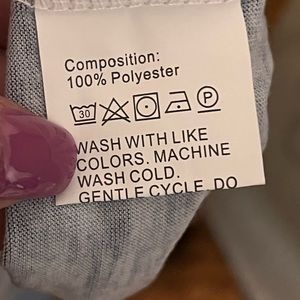 Composition:
100% Polyester
30
P
WASH WITH LIKE
COLORS. MACHINE
WASH COLD.
GENTLE CYCLE. DO